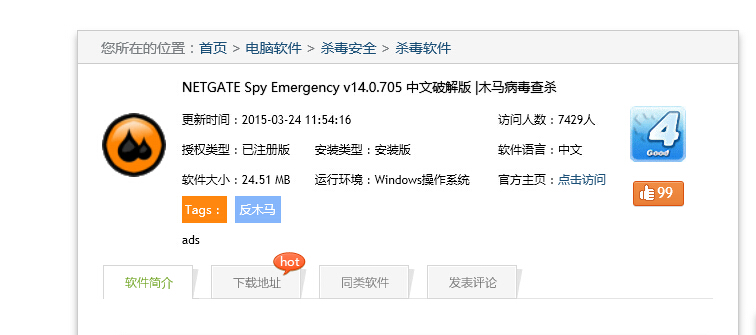 您所在的位置：首页 > 电脑软件 > 杀毒安全 > 杀毒软件
NETGATE Spy Emergency v14.0.705 中文破解版 |木马病毒查杀
更新时间：2015-03-24 11:54:16 访问人数：7429人
4
Good
授权类型：已注册版 安装类型：安装版 软件语言：中文
软件大小：24.51 MB 运行环境：Windows操作系统 官方主页：点击访问
99
Tags： 反木马
ads
hot
软件简介 下载地址 同类软件 发表评论